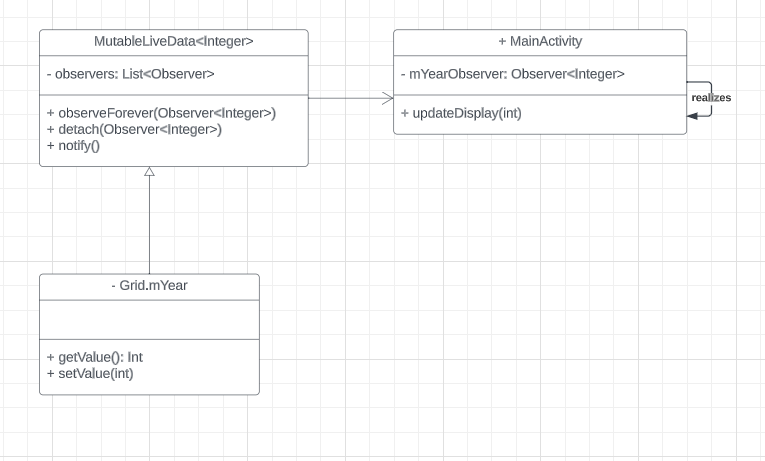 MutableLiveData<Integer>
- observers: List<Observer>
+ observeForever(Observer<Integer>)
+ detach(Observer<Integer>)
+ notify()
+ MainActivity
- mYearObserver: Observer<Integer>
+ updateDisplay(int)
realizes
- Grid.mYear
+ getValue(): Int
+ setValue(int)